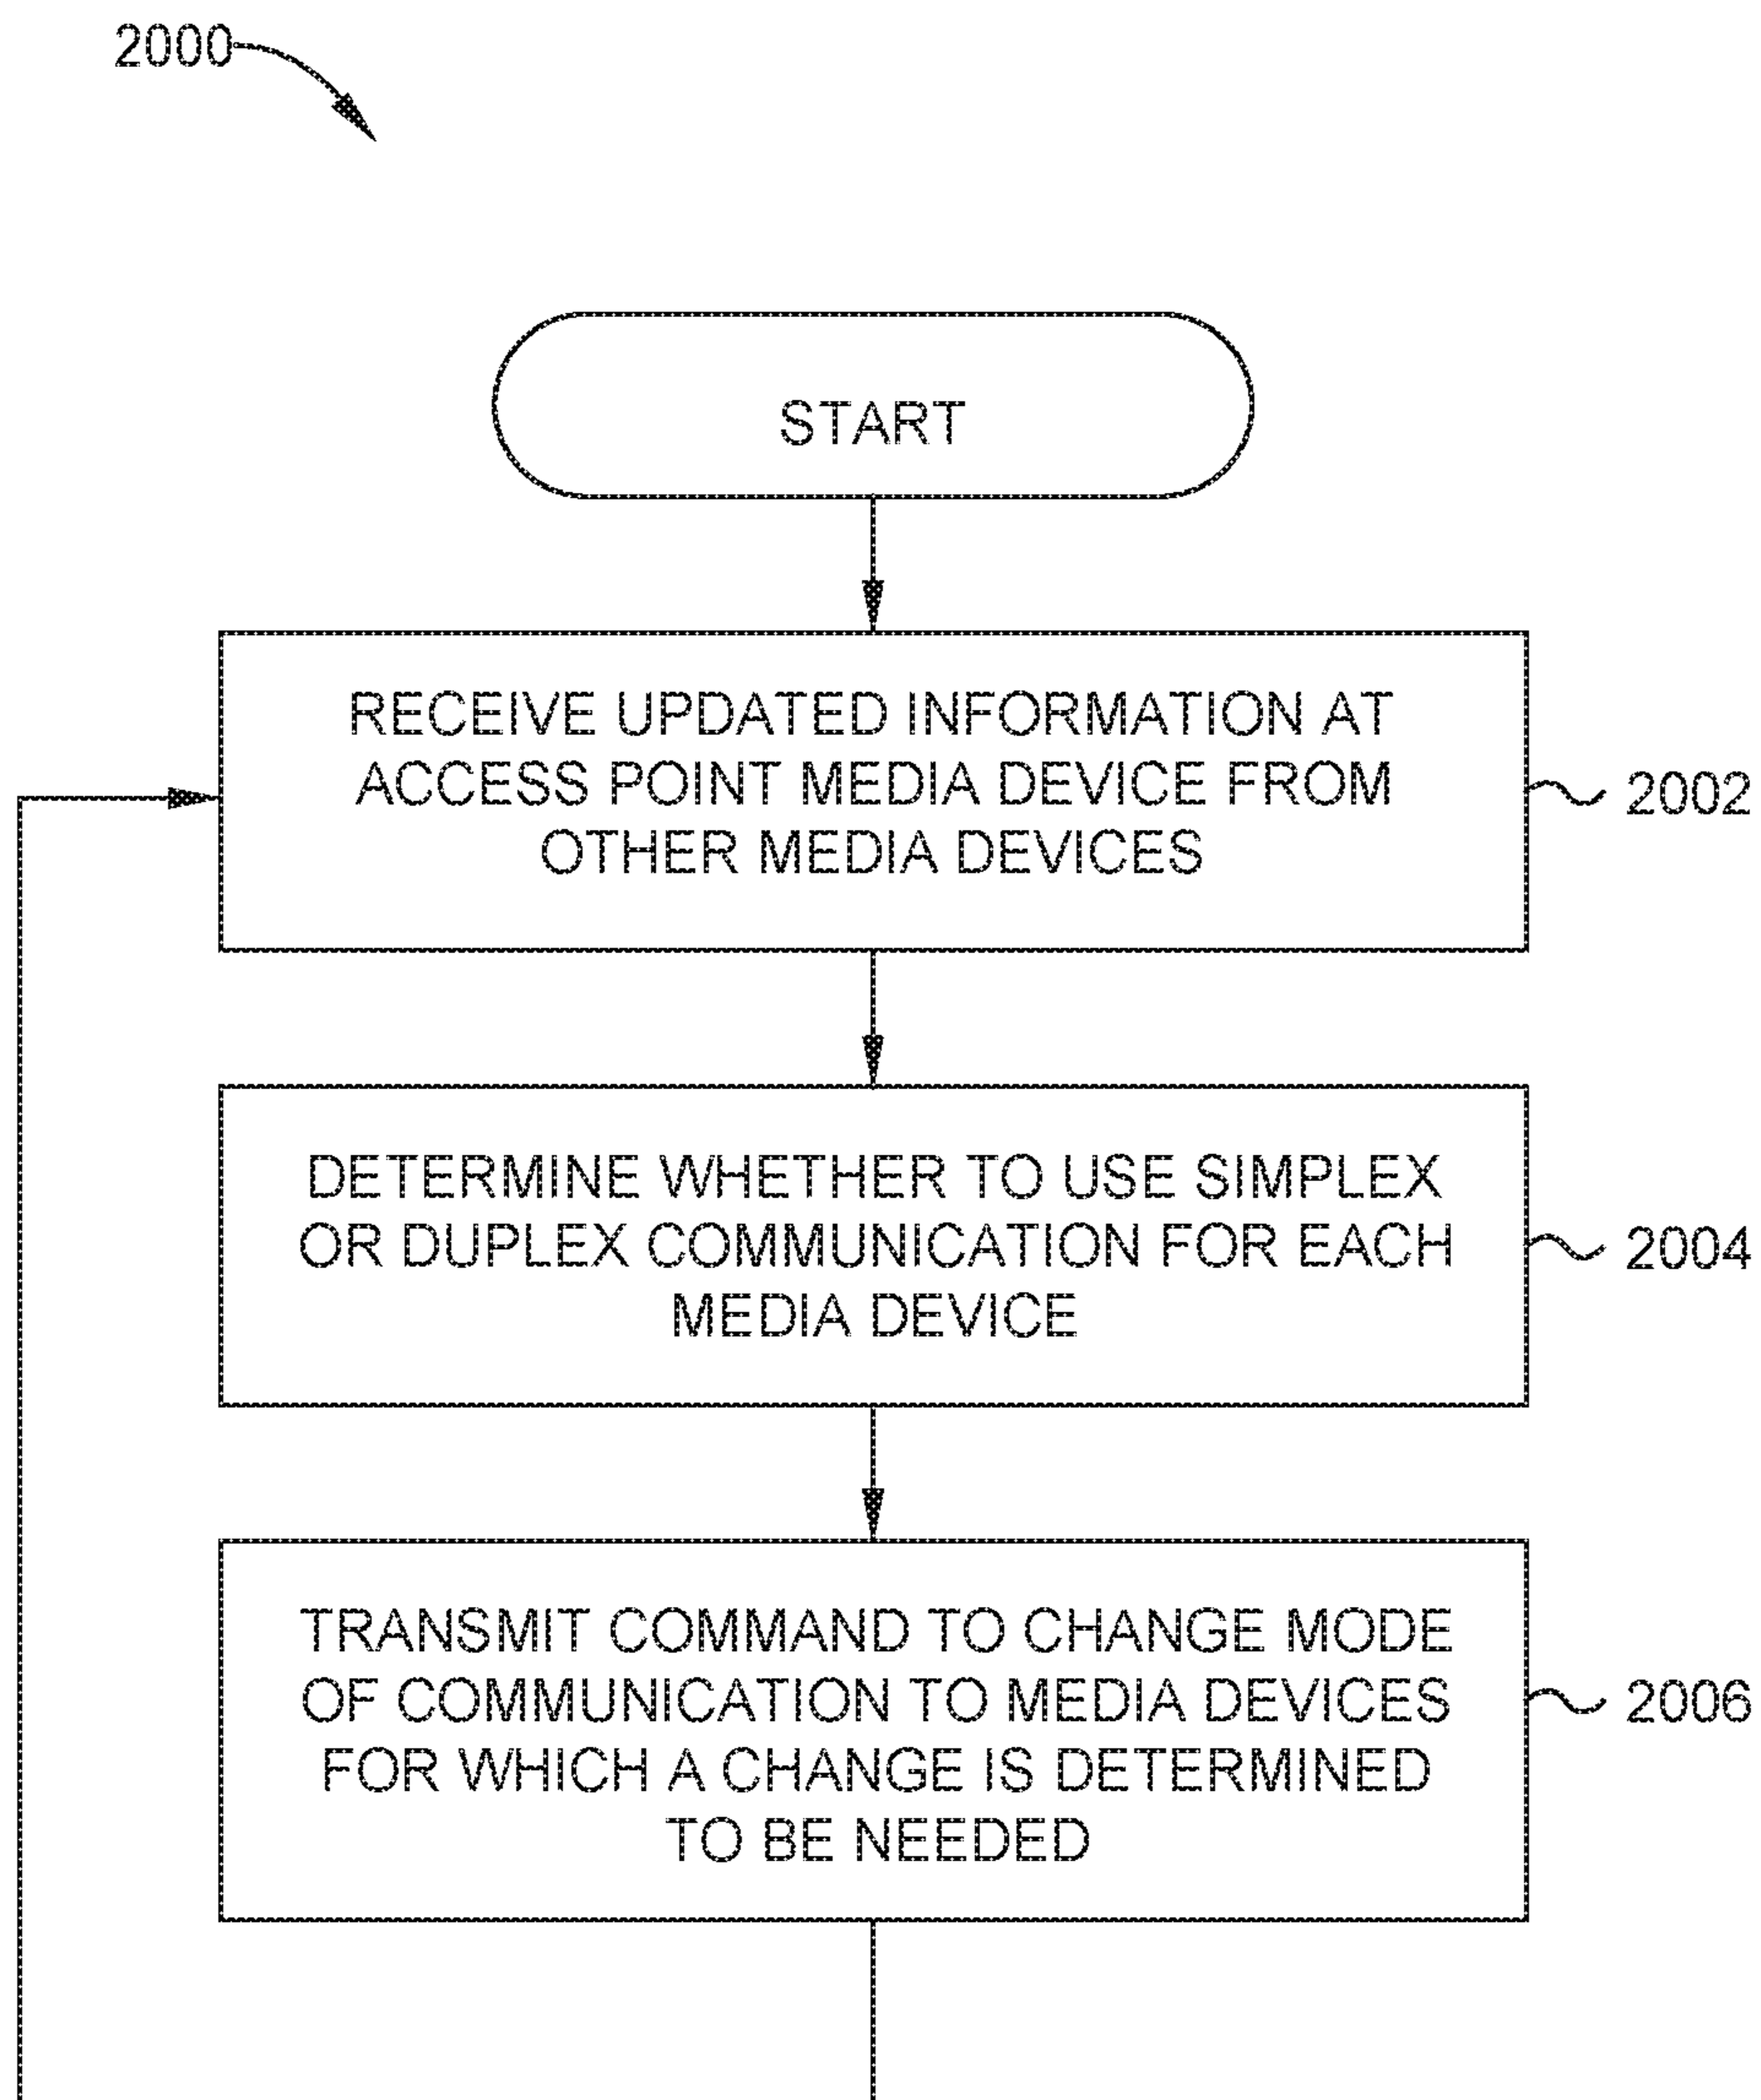 2000
START
RECEIVE UPDATED INFORMATION AT
ACCESS POINT MEDIA DEVICE FROM
OTHER MEDIA DEVICES
2002
DETERMINE WHETHER TO USE SIMPLEX
OR DUPLEX COMMUNICATION FOR EACH
MEDIA DEVICE
2004
TRANSMIT COMMAND TO CHANGE MODE
OF COMMUNICATION TO MEDIA DEVICES
FOR WHICH A CHANGE IS DETERMINED
TO BE NEEDED
2006